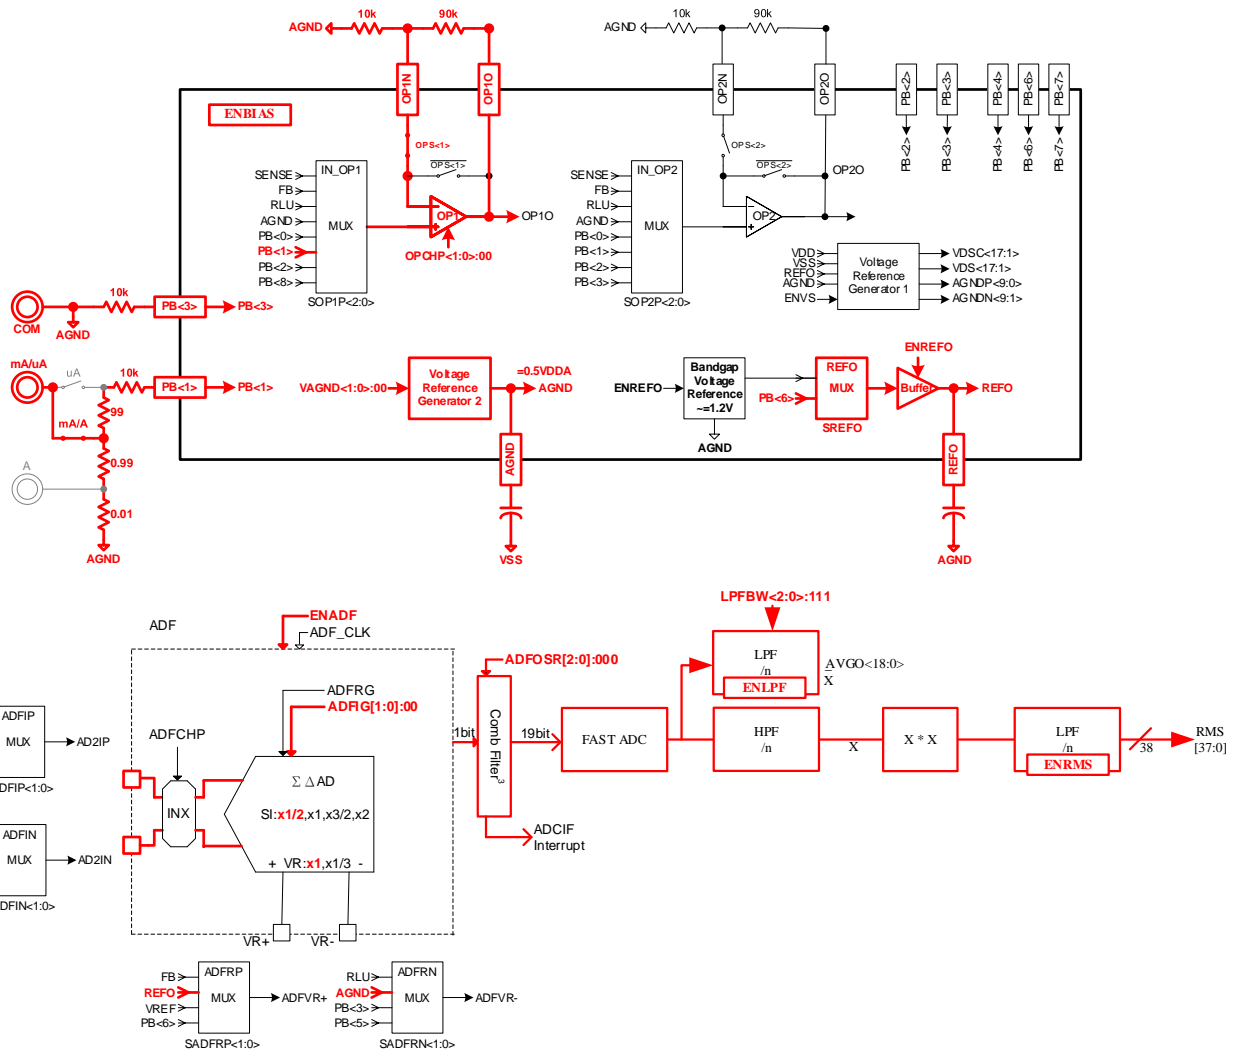 10k
90k
AGND
OP1N
OP1O
10k
90k
AGND
OP2N
OP2O
PB<2>
PB<3>
PB<4>
PB<6>
PB<7>
PB<2>
PB<3>
PB<4>
PB<6>
PB<7>
ENBIAS
OPS<1>
OPS<1>
OPS<2>
OPS<2>
IN_OP1
SENSE
FB
RLU
AGND
PB<0>
PB<1>
PB<2>
PB<8>
MUX
SOP1P<2:0>
OP1
OP1O
OPCHP<1:0>:00
IN_OP2
SENSE
FB
RLU
AGND
PB<0>
PB<1>
PB<2>
PB<3>
MUX
SOP2P<2:0>
OP2
OP2O
VDD
VSS
REFO
AGND
ENVS
Voltage
Reference
Generator 1
VDSC<17:1>
VDS<17:1>
AGNDP<9:0>
AGNDN<9:1>
COM
AGND
10k
PB<3>
PB<3>
mA/uA
uA
10k
PB<1>
PB<1>
99
mA/A
0.99
A
0.01
AGND
VAGND<1:0>:00
Voltage
Reference
Generator 2
=0.5VDDA
AGND
AGND
VSS
ENREFO
Bandgap
Voltage
Reference
~=1.2V
AGND
PB<6>
REFO
MUX
SREFO
ENREFO
Buffer
REFO
REFO
AGND
ADF
ENADF
ADF_CLK
ADFRG
ADFIG[1:0]:00
ADFCHP
INX
Σ Δ AD
SI:x1/2,x1,x3/2,x2
+ VR:x1,x1/3 -
VR+
VR-
ADFIP
MUX
AD2IP
DFIP<1:0>
ADFIN
MUX
AD2IN
DFIN<1:0>
1bit
ADFOSR[2:0]:000
Comb Filter3
19bit
ADCIF
Interrupt
FAST ADC
LPFBW<2:0>:111
LPF
/n
ENLPF
AVGO<18:0>
X
HPF
/n
X
X * X
LPF
/n
ENRMS
38
RMS
[37:0]
FB
REFO
VREF
PB<6>
ADFRP
MUX
ADFVR+
SADFRP<1:0>
RLU
AGND
PB<3>
PB<5>
ADFRN
MUX
ADFVR-
SADFRN<1:0>